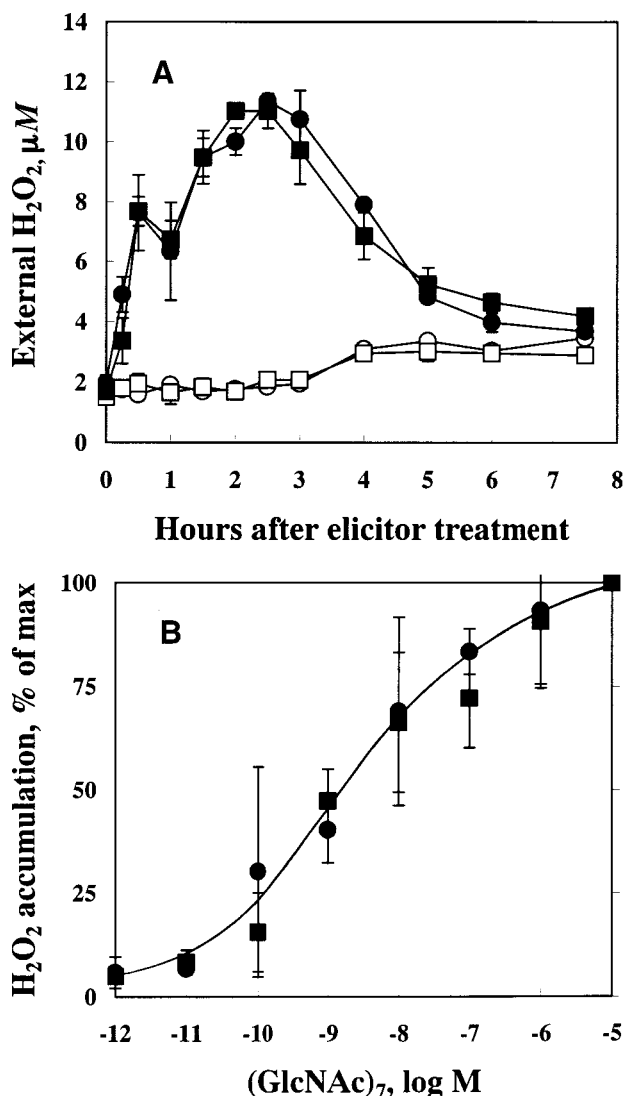 A
External H₂O₂, μM
14
12
10
8
6
4
2
0
0 1 2 3 4 5 6 7 8
Hours after elicitor treatment
B
H₂O₂ accumulation, % of max
100
75
50
25
0
-12 -11 -10 -9 -8 -7 -6 -5
(GlcNAc)₇, log M